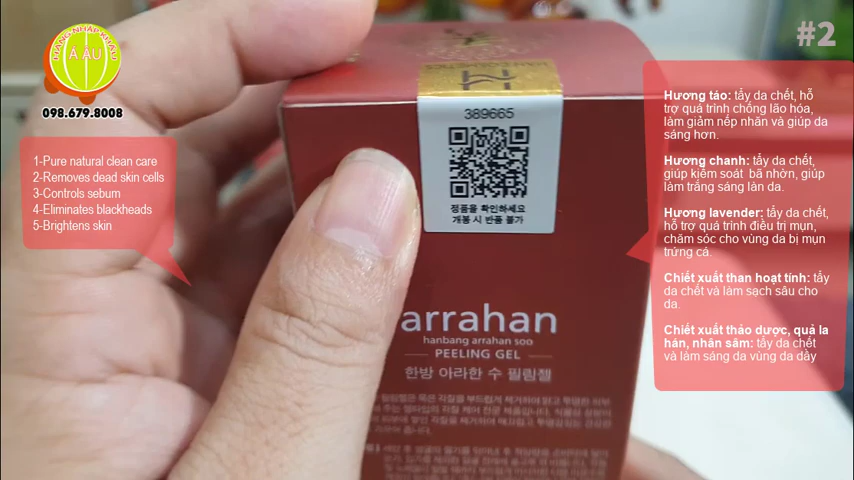 HÀNG NHẬP KHẨU
Á ÂU
098.679.8008
#2
1-Pure natural clean care
2-Removes dead skin cells
3-Controls sebum
4-Eliminates blackheads
5-Brightens skin
389665
정품을 확인하세요
개봉 시 반품 불가
arrahan
hanbang arrahan soo
PEELING GEL
한방 아라한 수 필링젤
Hương táo: tẩy da chết, hỗ
trợ quá trình chống lão hóa,
làm giảm nếp nhăn và giúp da
sáng hơn.
Hương chanh: tẩy da chết,
giúp kiểm soát bã nhờn, giúp
làm trắng sáng làn da.
Hương lavender: tẩy da chết,
hỗ trợ quá trình điều trị mụn,
chăm sóc cho vùng da bị mụn
trứng cá.
Chiết xuất than hoạt tính: tẩy
da chết và làm sạch sâu cho
da.
Chiết xuất thảo dược, quả la
hán, nhân sâm: tẩy da chết
và làm sáng da vùng da dầy